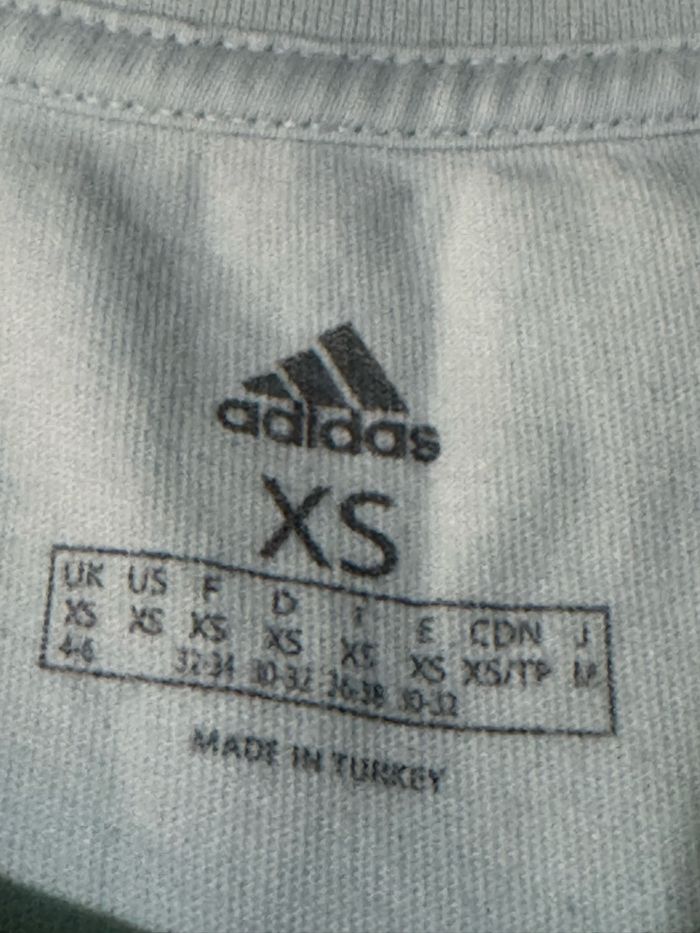 adidas
XS
UK US F D I E CDN J
XS XS XS XS XS XS XS/TP M
4-6 32-34 30-32 36-38 30-32
MADE IN TURKEY